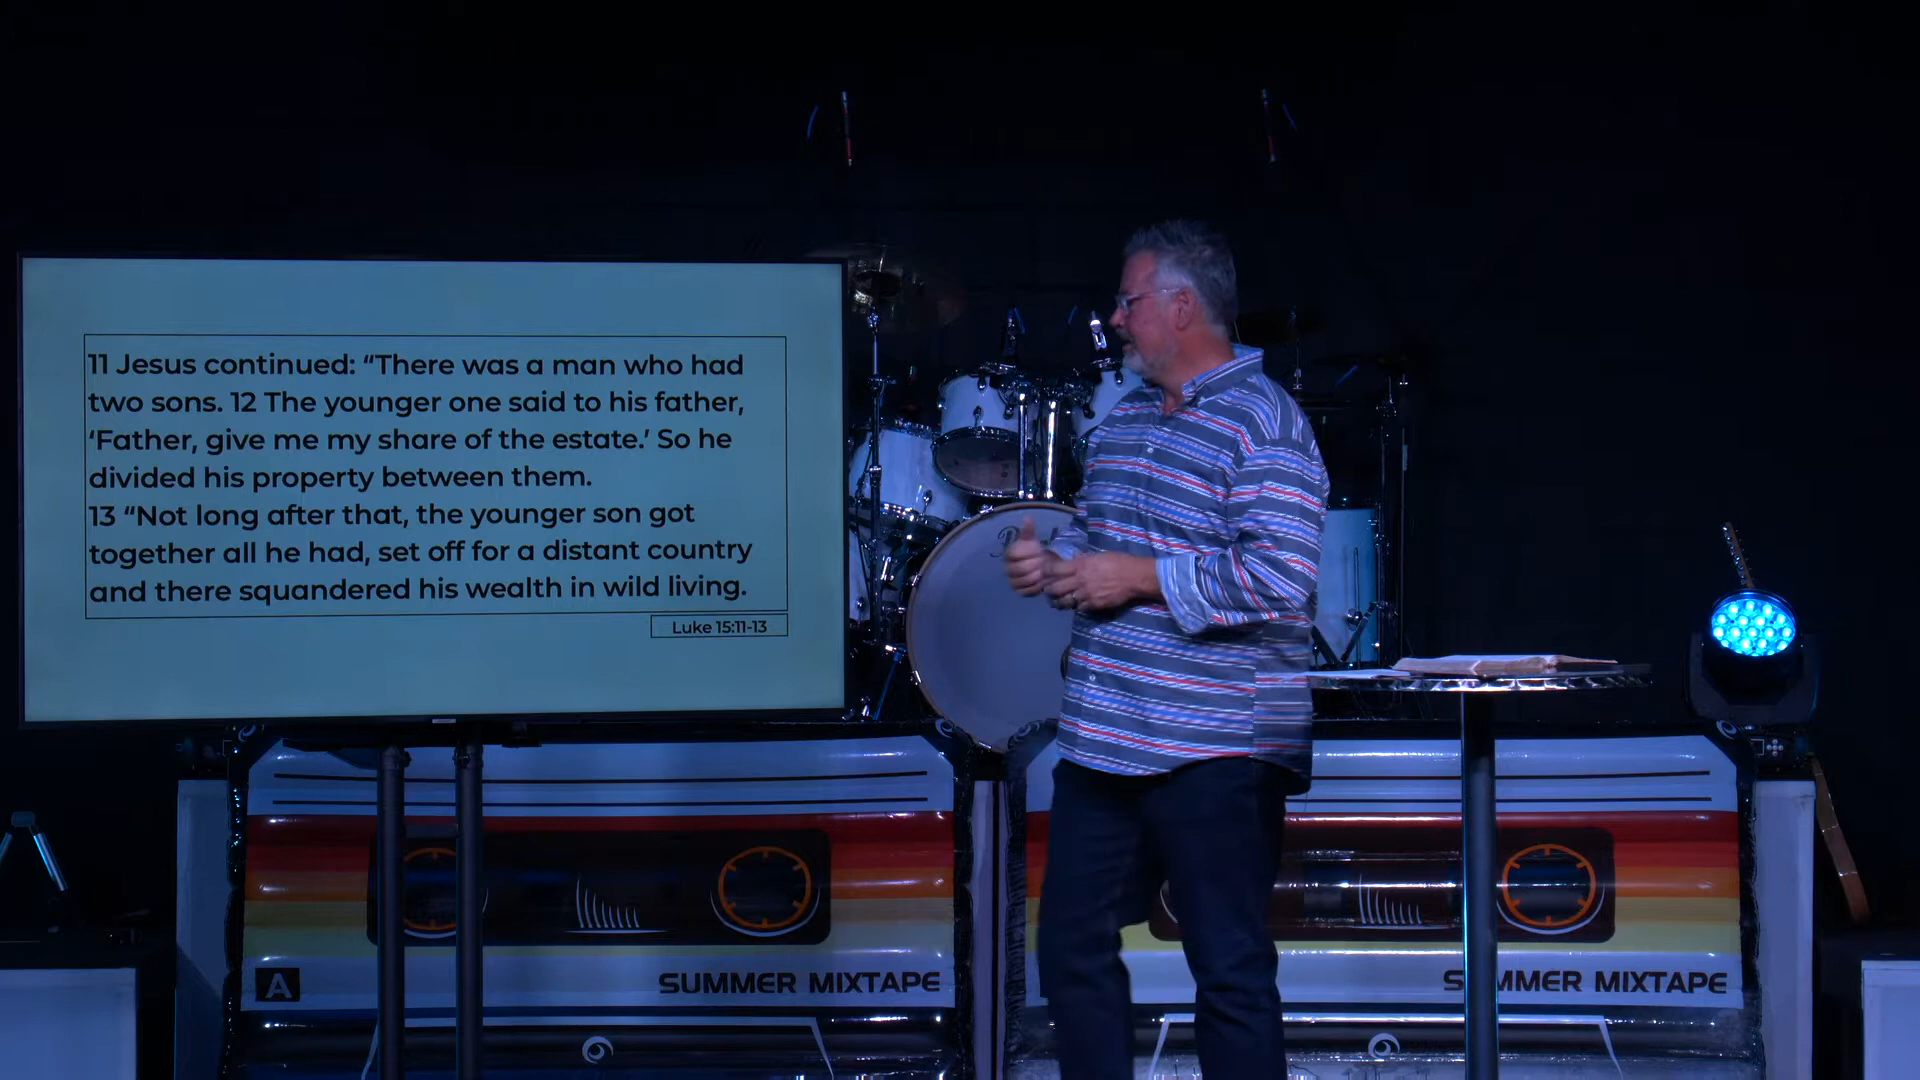 11 Jesus continued: “There was a man who had
two sons. 12 The younger one said to his father,
‘Father, give me my share of the estate.’ So he
divided his property between them.
13 “Not long after that, the younger son got
together all he had, set off for a distant country
and there squandered his wealth in wild living.
Luke 15:11-13
A
SUMMER MIXTAPE
SUMMER MIXTAPE